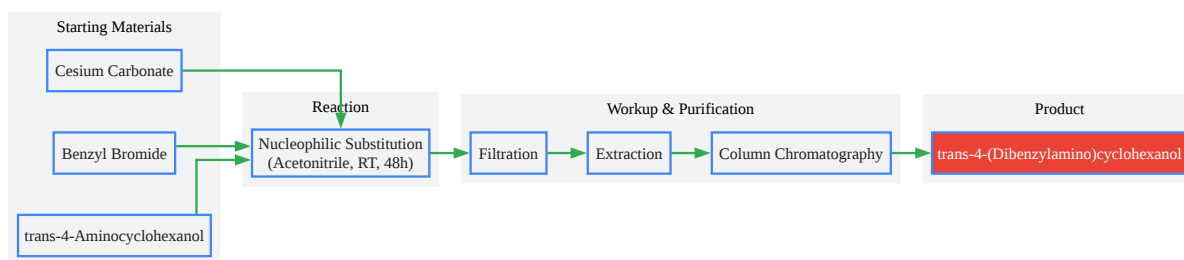 Starting Materials
Cesium Carbonate
Benzyl Bromide
trans-4-Aminocyclohexanol
Reaction
Nucleophilic Substitution
(Acetonitrile, RT, 48h)
Workup & Purification
Filtration
Extraction
Column Chromatography
Product
trans-4-(Dibenzylamino)cyclohexanol